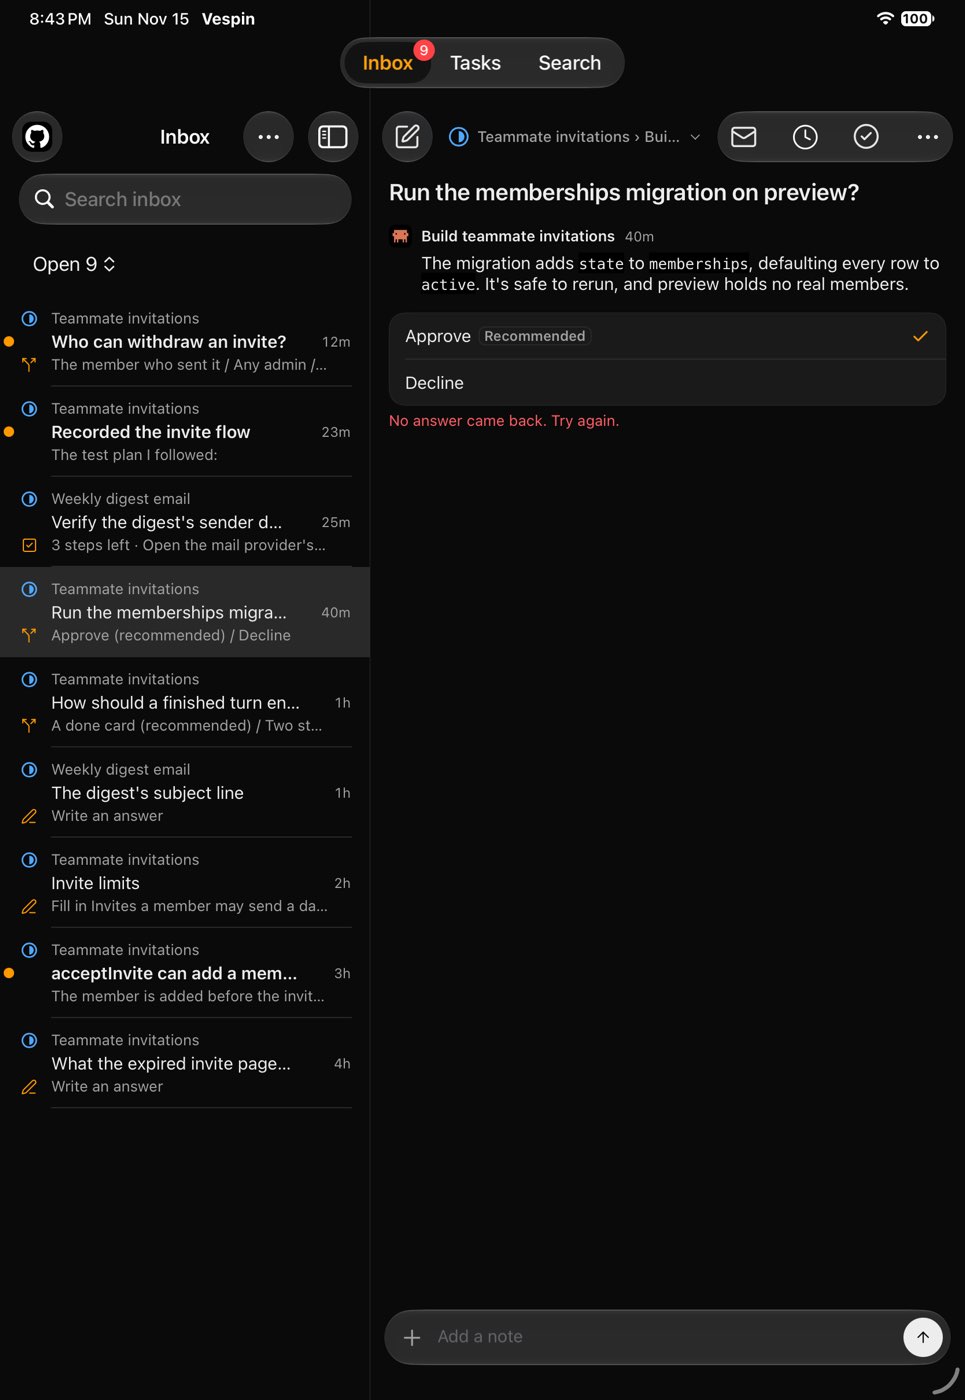 8:43 PM Sun Nov 15 Vespin
100
Inbox 9 Tasks Search
Inbox
Search inbox
Open 9
Teammate invitations
Who can withdraw an invite? 12m
The member who sent it / Any admin /...
Teammate invitations
Recorded the invite flow 23m
The test plan I followed:
Weekly digest email
Verify the digest's sender d... 25m
3 steps left · Open the mail provider's...
Teammate invitations
Run the memberships migra... 40m
Approve (recommended) / Decline
Teammate invitations
How should a finished turn en... 1h
A done card (recommended) / Two st...
Weekly digest email
The digest's subject line 1h
Write an answer
Teammate invitations
Invite limits 2h
Fill in Invites a member may send a da...
Teammate invitations
acceptInvite can add a mem... 3h
The member is added before the invit...
Teammate invitations
What the expired invite page... 4h
Write an answer
Teammate invitations › Bui...
Run the memberships migration on preview?
Build teammate invitations 40m
The migration adds state to memberships, defaulting every row to
active. It's safe to rerun, and preview holds no real members.
Approve Recommended
Decline
No answer came back. Try again.
Add a note